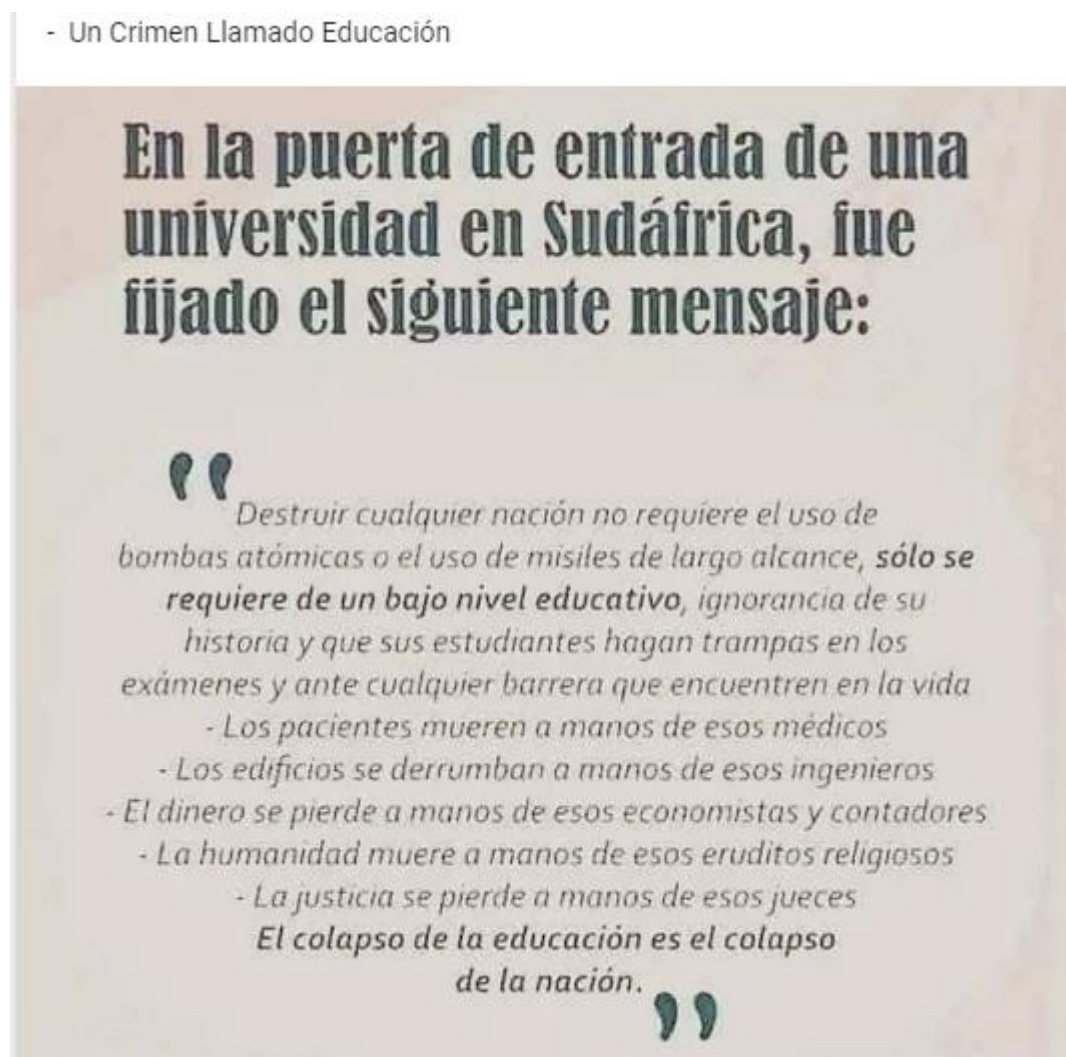 - Un Crimen Llamado Educación
En la puerta de entrada de una
universidad en Sudáfrica, fue
fijado el siguiente mensaje:
"
Destruir cualquier nación no requiere el uso de
bombas atómicas o el uso de misiles de largo alcance, sólo se
requiere de un bajo nivel educativo, ignorancia de su
historia y que sus estudiantes hagan trampas en los
exámenes y ante cualquier barrera que encuentren en la vida
- Los pacientes mueren a manos de esos médicos
- Los edificios se derrumban a manos de esos ingenieros
- El dinero se pierde a manos de esos economistas y contadores
- La humanidad muere a manos de esos eruditos religiosos
- La justicia se pierde a manos de esos jueces
El colapso de la educación es el colapso
de la nación.
"